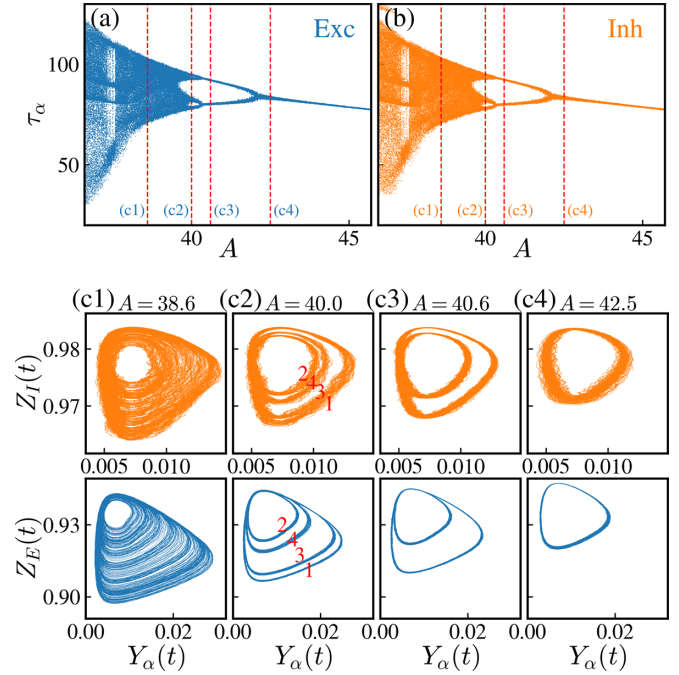 (a) Exc (b) Inh
100
50
τα
(c1) (c2) (c3) (c4) (c1) (c2) (c3) (c4)
40 45 40 45
A A
(c1) A = 38.6 (c2) A = 40.0 (c3) A = 40.6 (c4) A = 42.5
0.98
0.97
Z_I(t)
2 4 3 1
0.005 0.010 0.005 0.010 0.005 0.010 0.005 0.010
0.93
0.90
Z_E(t)
2 4 3 1
0.00 0.02 0.00 0.02 0.00 0.02 0.00 0.02
Yα(t) Yα(t) Yα(t) Yα(t)